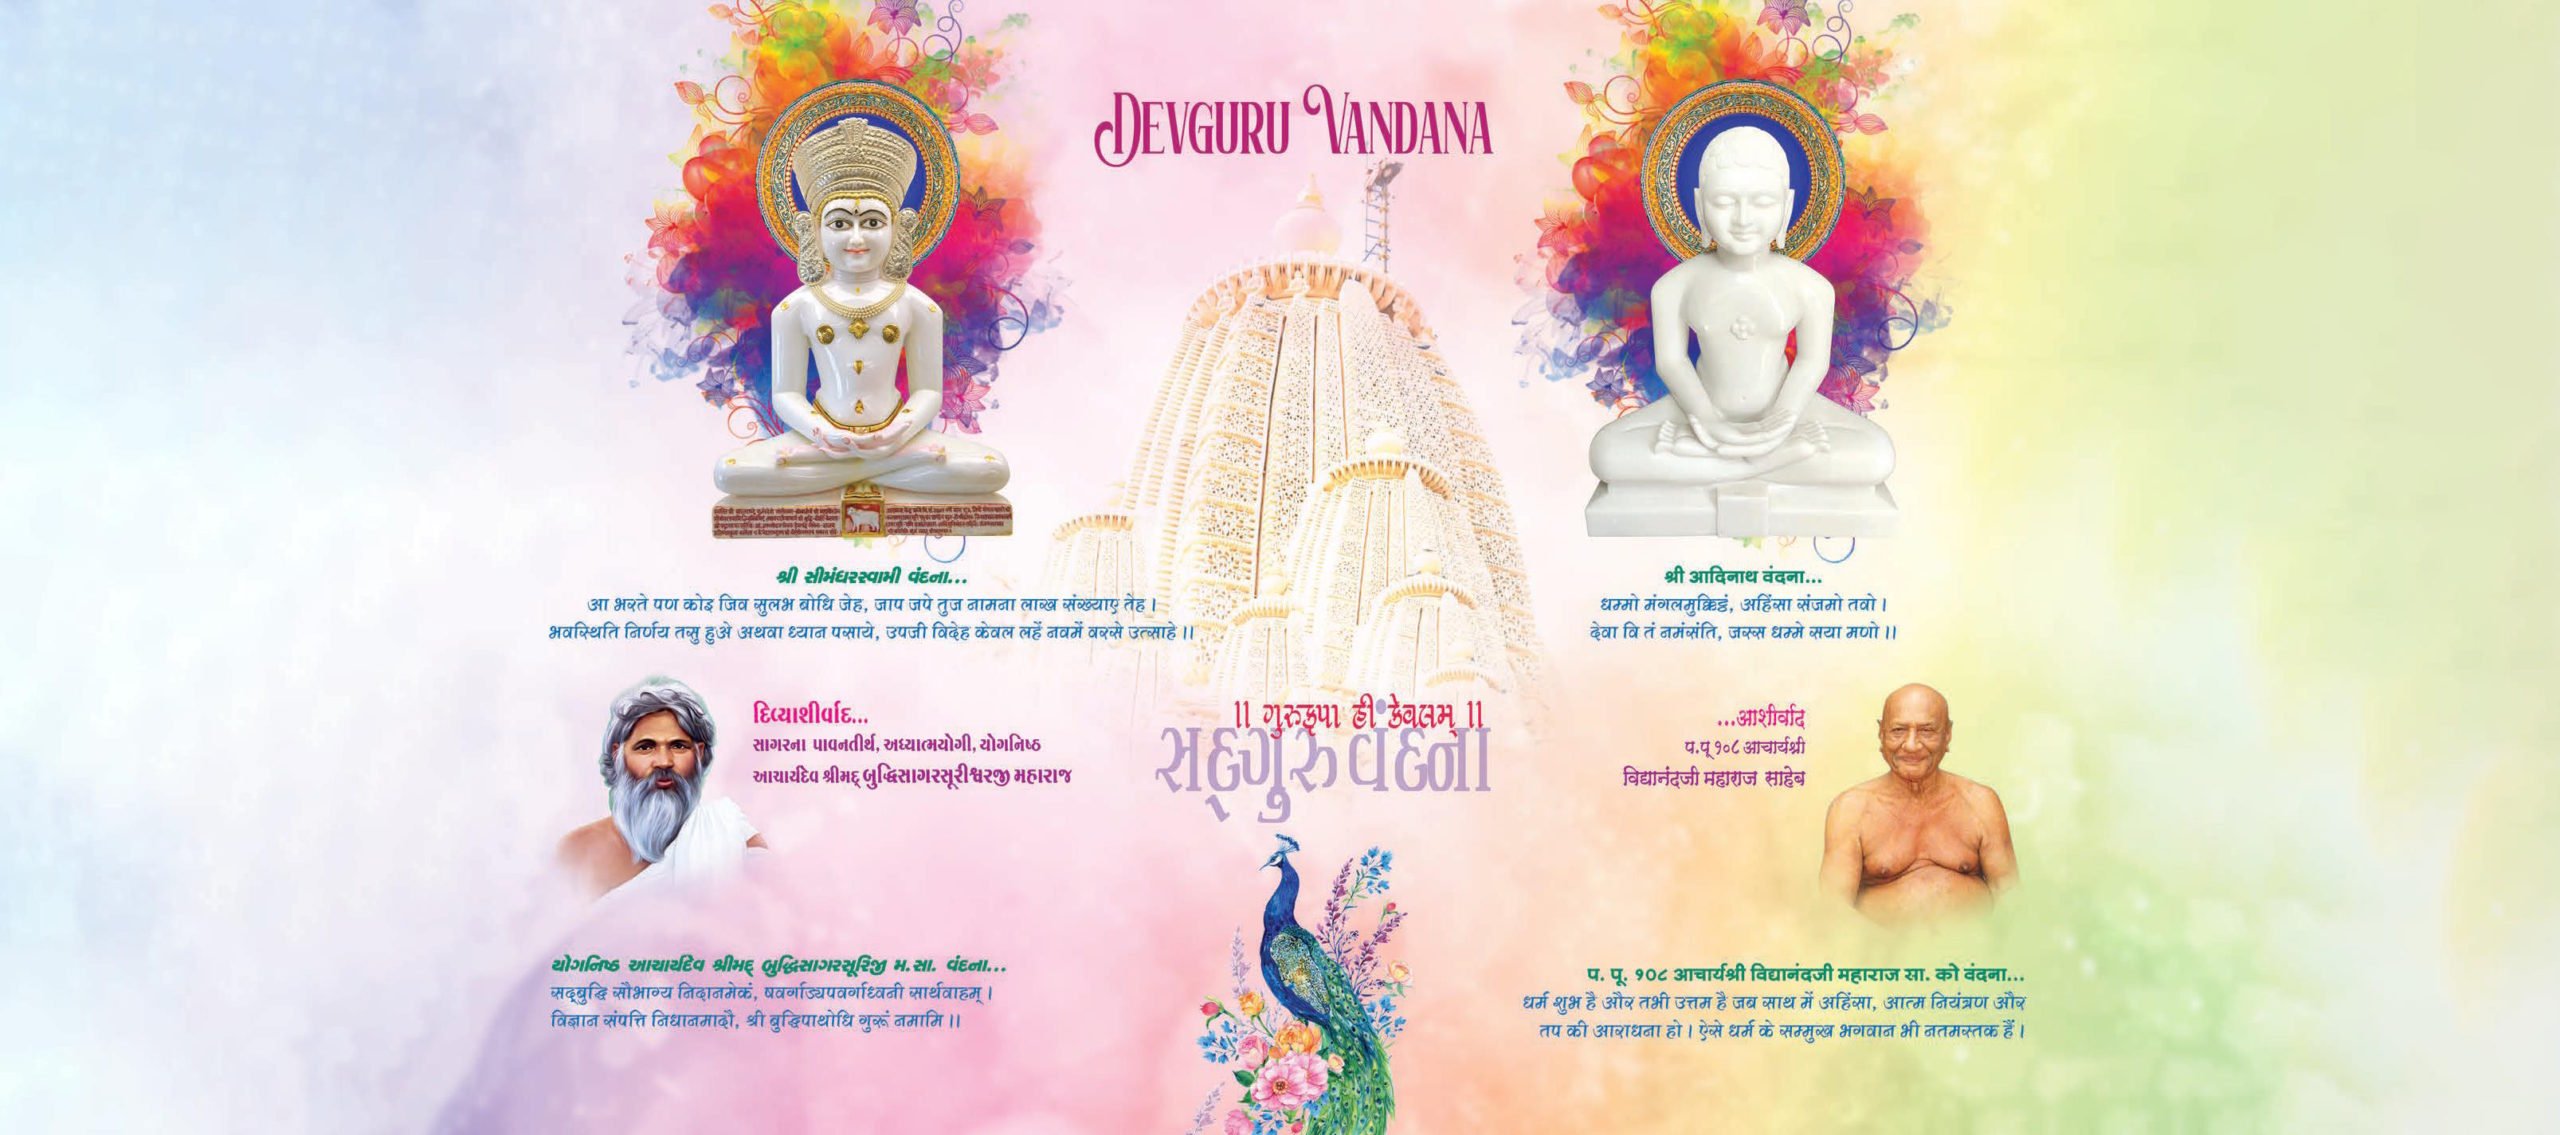 DEVGURU VANDANA
श्री सीमंधरस्वामी वंदना...
आ भरते पण कोइ जिव सुलभ बोधि जेह, जाप जपे तुज नामना लाख संख्याए तेह ।
भवस्थिति निर्णय तसु हुअे अथवा ध्यान पसाये, उपजी विदेह केवल लहें नवमें वरसे उत्साहे ।।
श्री आदिनाथ वंदना...
धम्मो मंगलमुक्किट्ठं, अहिंसा संजमो तवो ।
देवा वि तं नमंसंति, जस्स धम्मे सया मणो ।।
દિવ્યાશીર્વાદ...
સાગરના પાવનતીર્થ, અધ્યાત્મયોગી, યોગનિષ્ઠ
આચાર્યદેવ શ્રીમદ્ બુદ્ધિસાગરસૂરીશ્વરજી મહારાજ
।। गुरुकृपा ही केवलम् ।।
સદ્ગુરુ વંદના
...आशीर्वाद
प.पू १०८ आचार्यश्री
विद्यानंदजी महाराज साहेब
યોગનિષ્ઠ આચાર્યદેવ શ્રીમદ્ બુદ્ધિસાગરસૂરિજી મ.સા. વંદના...
सद्बुद्धि सौभाग्य निदानमेकं, षवर्गाड्यपवर्गाध्वनी सार्थवाहम् ।
विज्ञान संपत्ति निधानमादौ, श्री बुद्धिपाथोधि गुरूं नमामि ।।
प. पू. १०८ आचार्यश्री विद्यानंदजी महाराज सा. को वंदना...
धर्म शुभ है और तभी उत्तम है जब साथ में अहिंसा, आत्म नियंत्रण और
तप की आराधना हो । ऐसे धर्म के सम्मुख भगवान भी नतमस्तक हैं ।